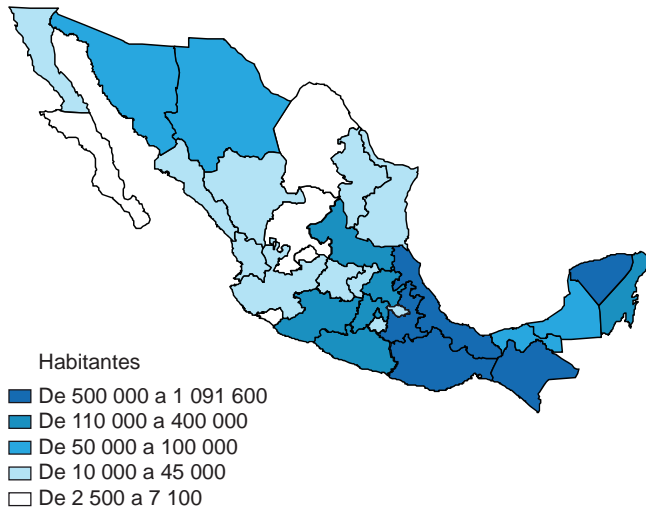 Habitantes
De 500 000 a 1 091 600
De 110 000 a 400 000
De 50 000 a 100 000
De 10 000 a 45 000
De 2 500 a 7 100